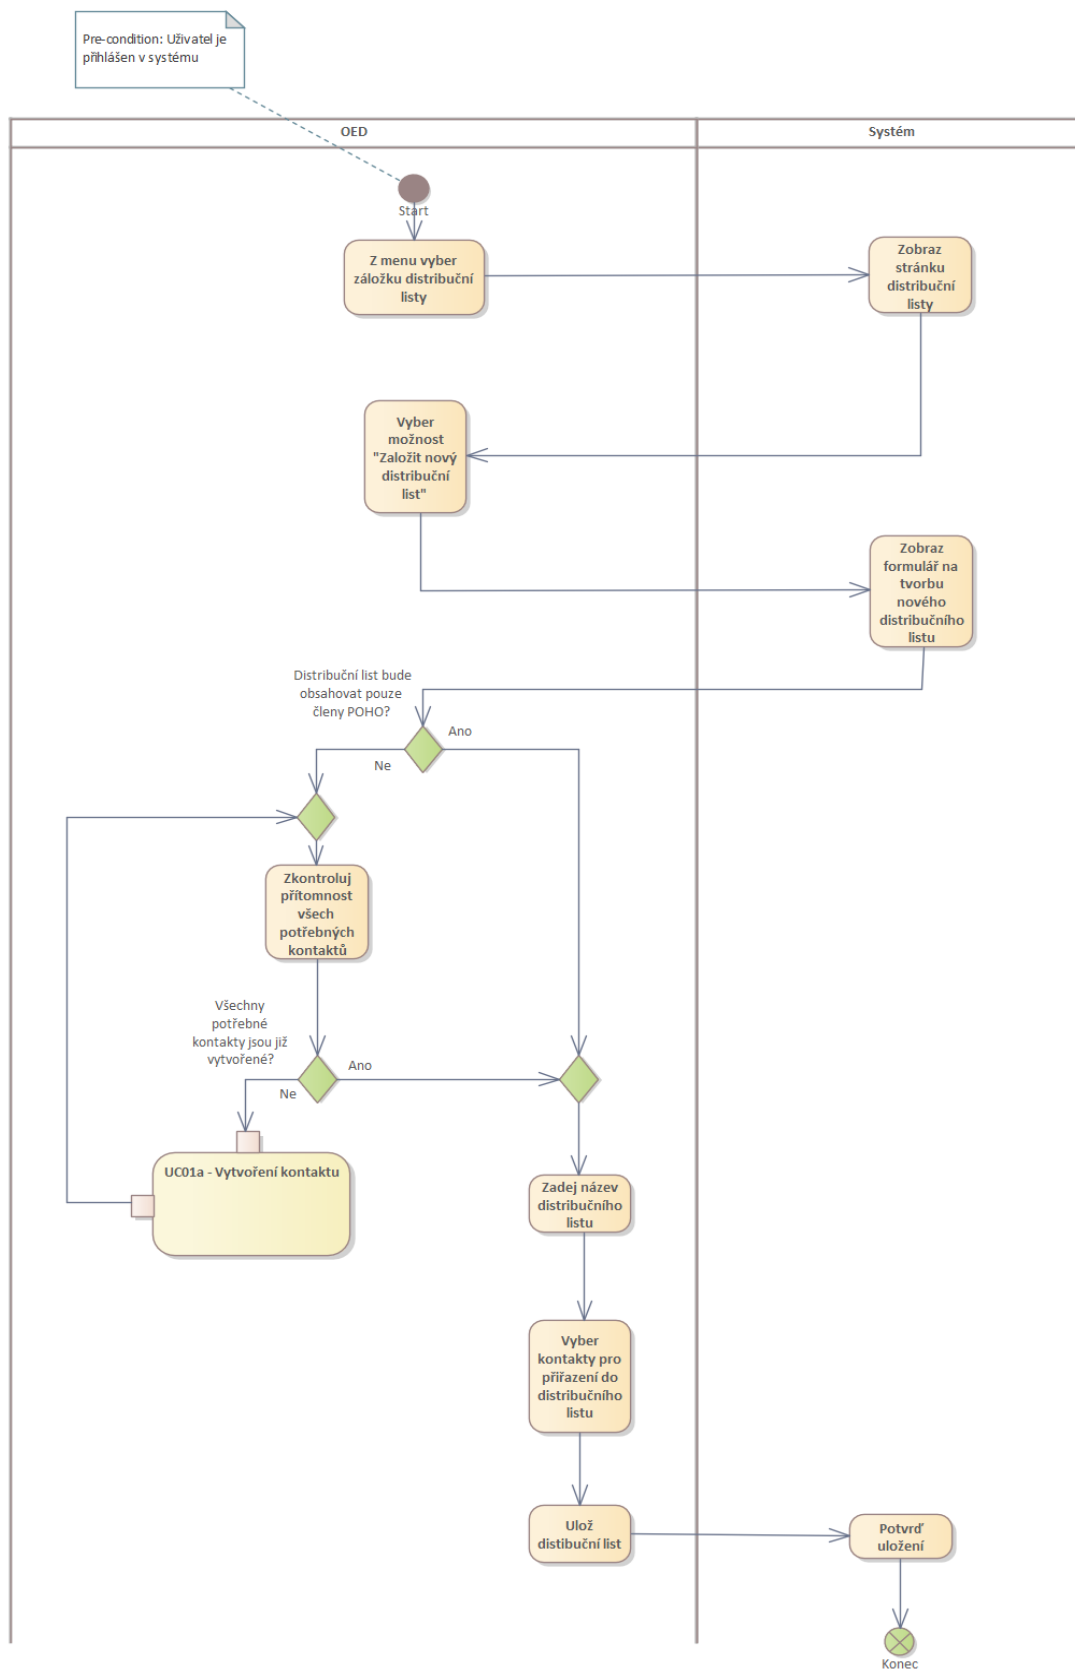 Pre-condition: Uživatel je
přihlášen v systému
OED
Systém
Start
Z menu vyber
záložku distribuční
listy
Zobraz
stránku
distribuční
listy
Vyber
možnost
"Založit nový
distribuční
list"
Zobraz
formulář na
tvorbu
nového
distribučního
listu
Distribuční list bude
obsahovat pouze
členy POHO?
Ano
Ne
Zkontroluj
přítomnost
všech
potřebných
kontaktů
Všechny
potřebné
kontakty jsou již
vytvořené?
Ano
Ne
UC01a - Vytvoření kontaktu
Zadej název
distribučního
listu
Vyber
kontakty pro
přiřazení do
distribučního
listu
Ulož
distibuční list
Potvrď
uložení
Konec